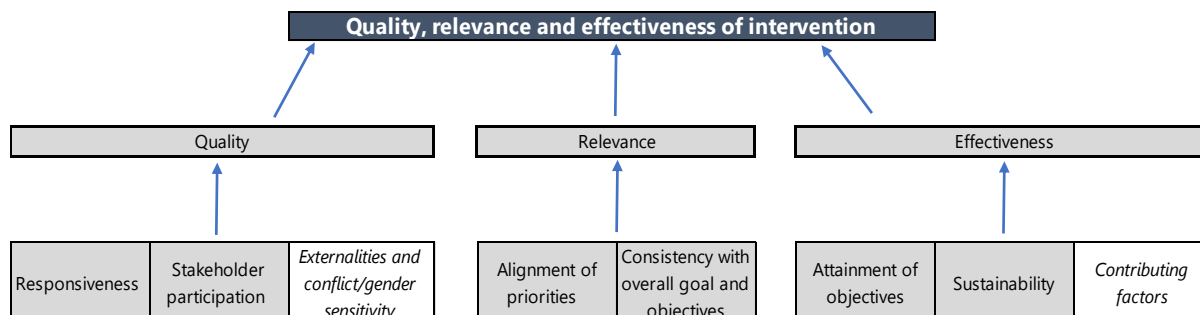 Quality, relevance and effectiveness of intervention
Quality
Relevance
Effectiveness
Responsiveness
Stakeholder
participation
Externalities and
conflict/gender
sensitivity
Alignment of
priorities
Consistency with
overall goal and
objectives
Attainment of
objectives
Sustainability
Contributing
factors